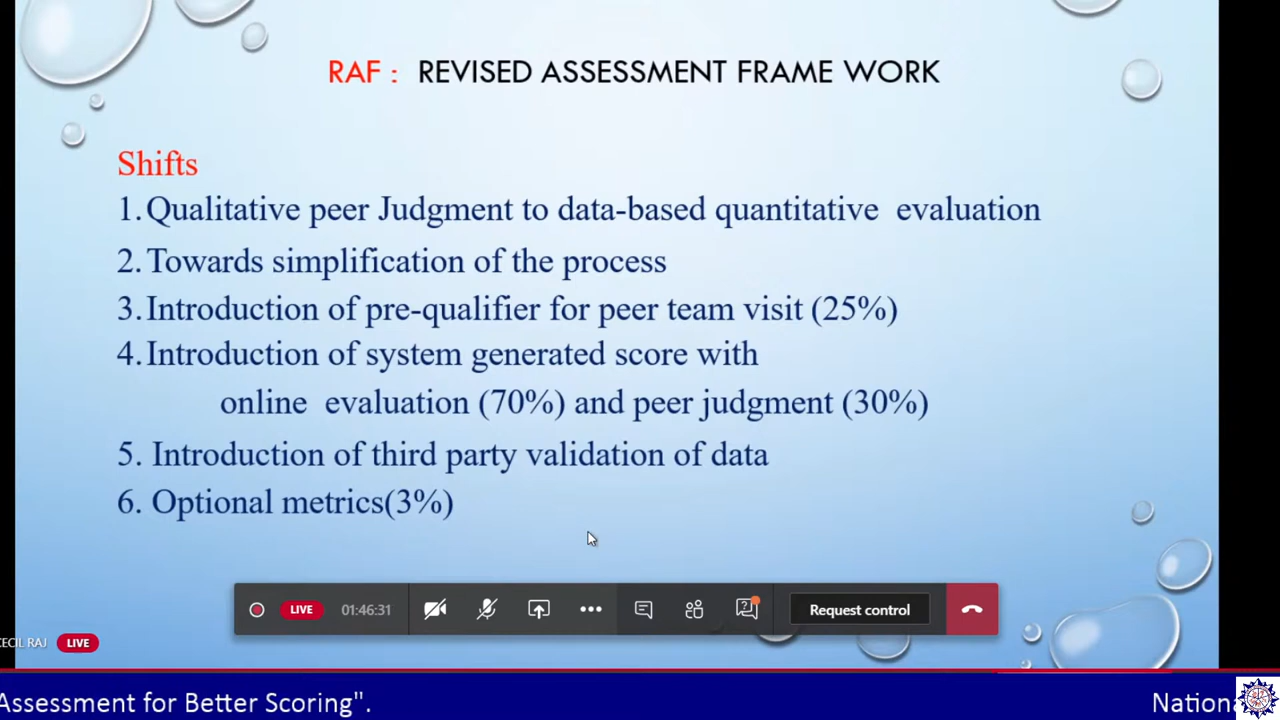 RAF : REVISED ASSESSMENT FRAME WORK
Shifts
1. Qualitative peer Judgment to data-based quantitative evaluation
2. Towards simplification of the process
3. Introduction of pre-qualifier for peer team visit (25%)
4. Introduction of system generated score with
online evaluation (70%) and peer judgment (30%)
5. Introduction of third party validation of data
6. Optional metrics(3%)
LIVE 01:46:31 Request control
CECIL RAJ LIVE
Assessment for Better Scoring". Nationa